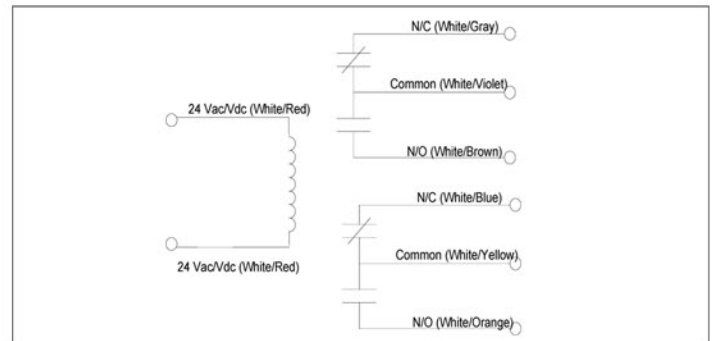 N/C (White/Gray)
Common (White/Violet)
24 Vac/Vdc (White/Red)
N/O (White/Brown)
N/C (White/Blue)
Common (White/Yellow)
24 Vac/Vdc (White/Red)
N/O (White/Orange)